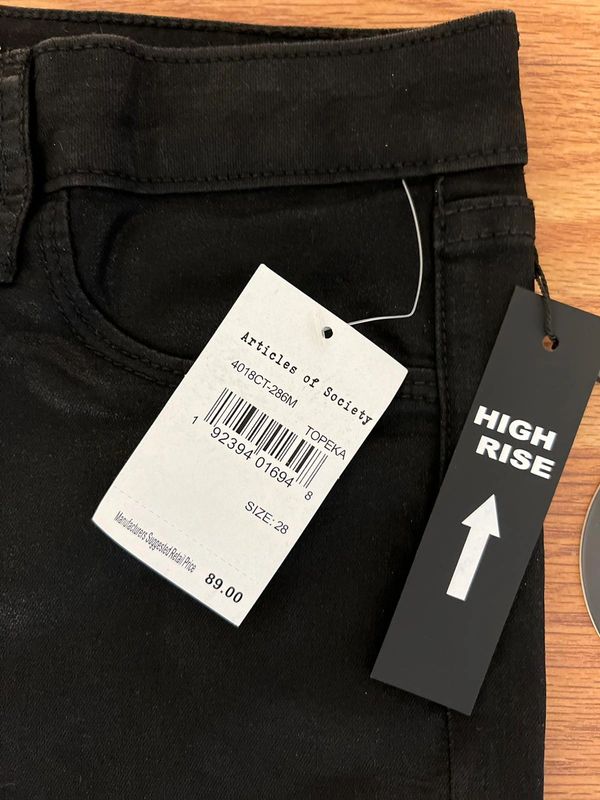 Articles of Society
4018CT-286M
TOPEKA
1 92394 01694 8
SIZE: 28
Manufacturers Suggested Retail Price
89.00
HIGH
RISE